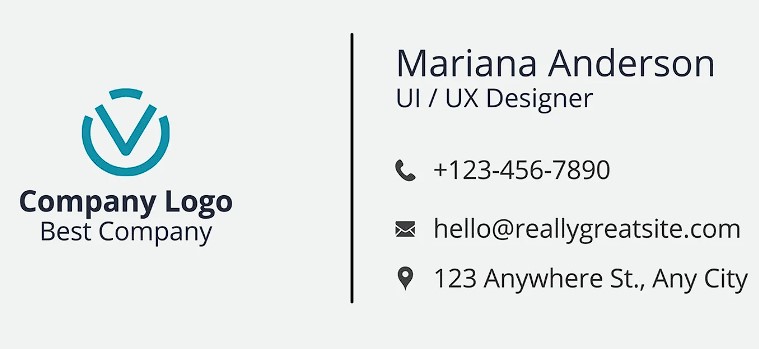 Company Logo
Best Company
Mariana Anderson
UI / UX Designer
+123-456-7890
hello@reallygreatsite.com
123 Anywhere St., Any City